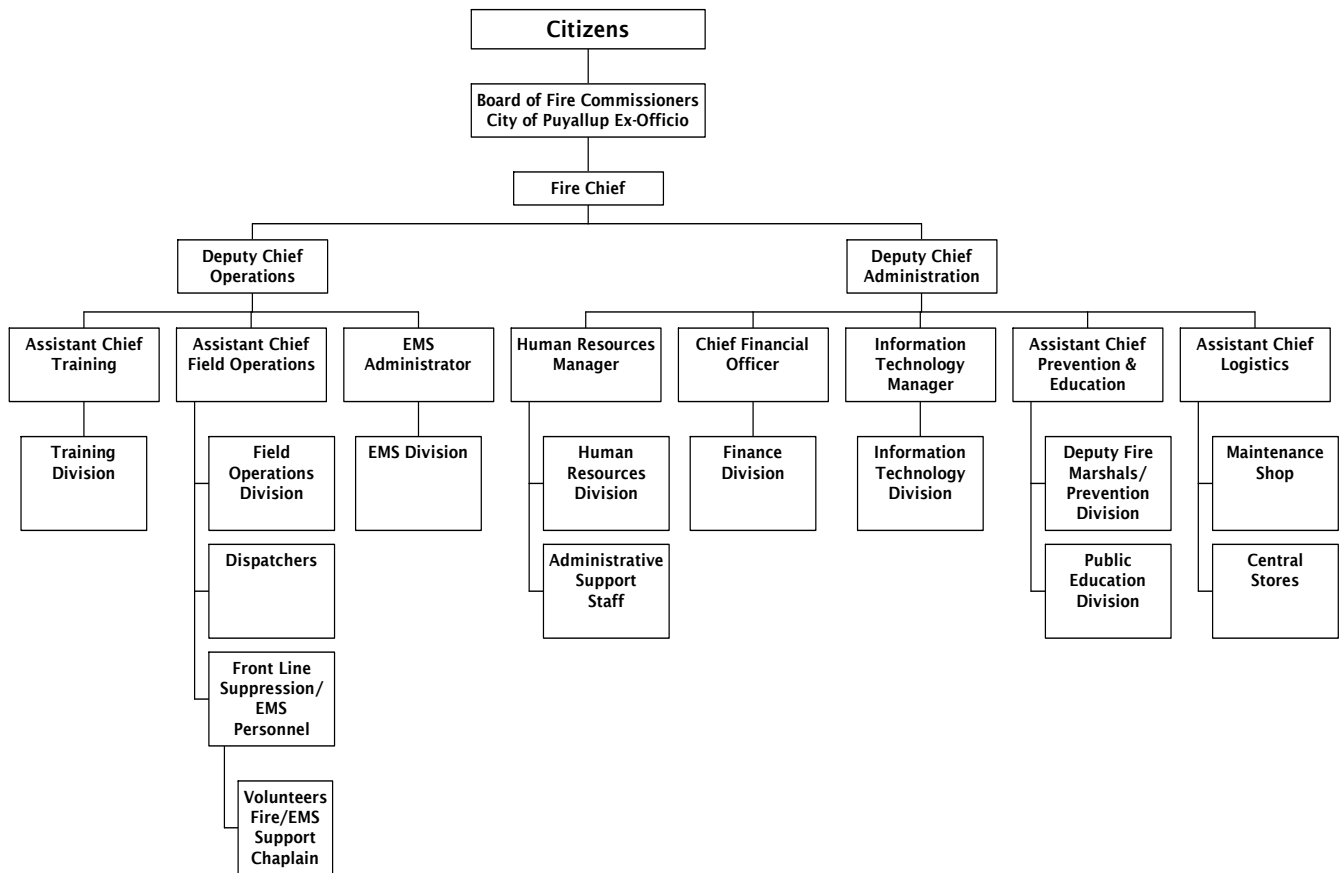 Citizens
Board of Fire Commissioners
City of Puyallup Ex-Officio
Fire Chief
Deputy Chief
Operations
Deputy Chief
Administration
Assistant Chief
Training
Assistant Chief
Field Operations
EMS
Administrator
Human Resources
Manager
Chief Financial
Officer
Information
Technology
Manager
Assistant Chief
Prevention &
Education
Assistant Chief
Logistics
Training
Division
Field
Operations
Division
EMS Division
Human
Resources
Division
Finance
Division
Information
Technology
Division
Deputy Fire
Marshals/
Prevention
Division
Maintenance
Shop
Dispatchers
Administrative
Support
Staff
Public
Education
Division
Central
Stores
Front Line
Suppression/
EMS
Personnel
Volunteers
Fire/EMS
Support
Chaplain